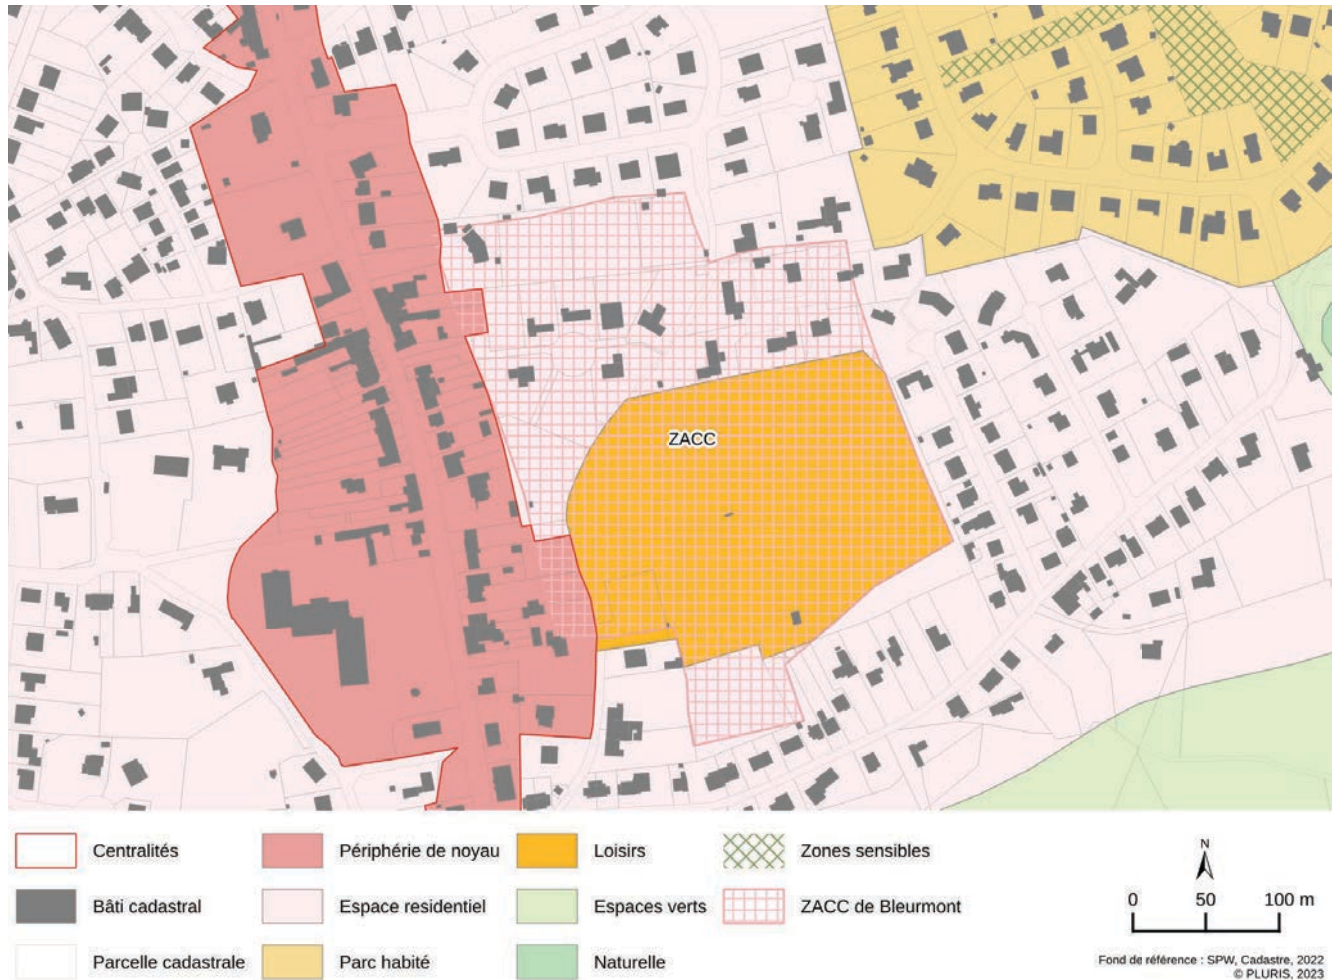 ZACC
Centralités
Périphérie de noyau
Loisirs
Zones sensibles
Bâti cadastral
Espace residentiel
Espaces verts
ZACC de Bleurmont
Parcelle cadastrale
Parc habité
Naturelle
N
0 50 100 m
Fond de référence : SPW, Cadastre, 2022
© PLURIS, 2023